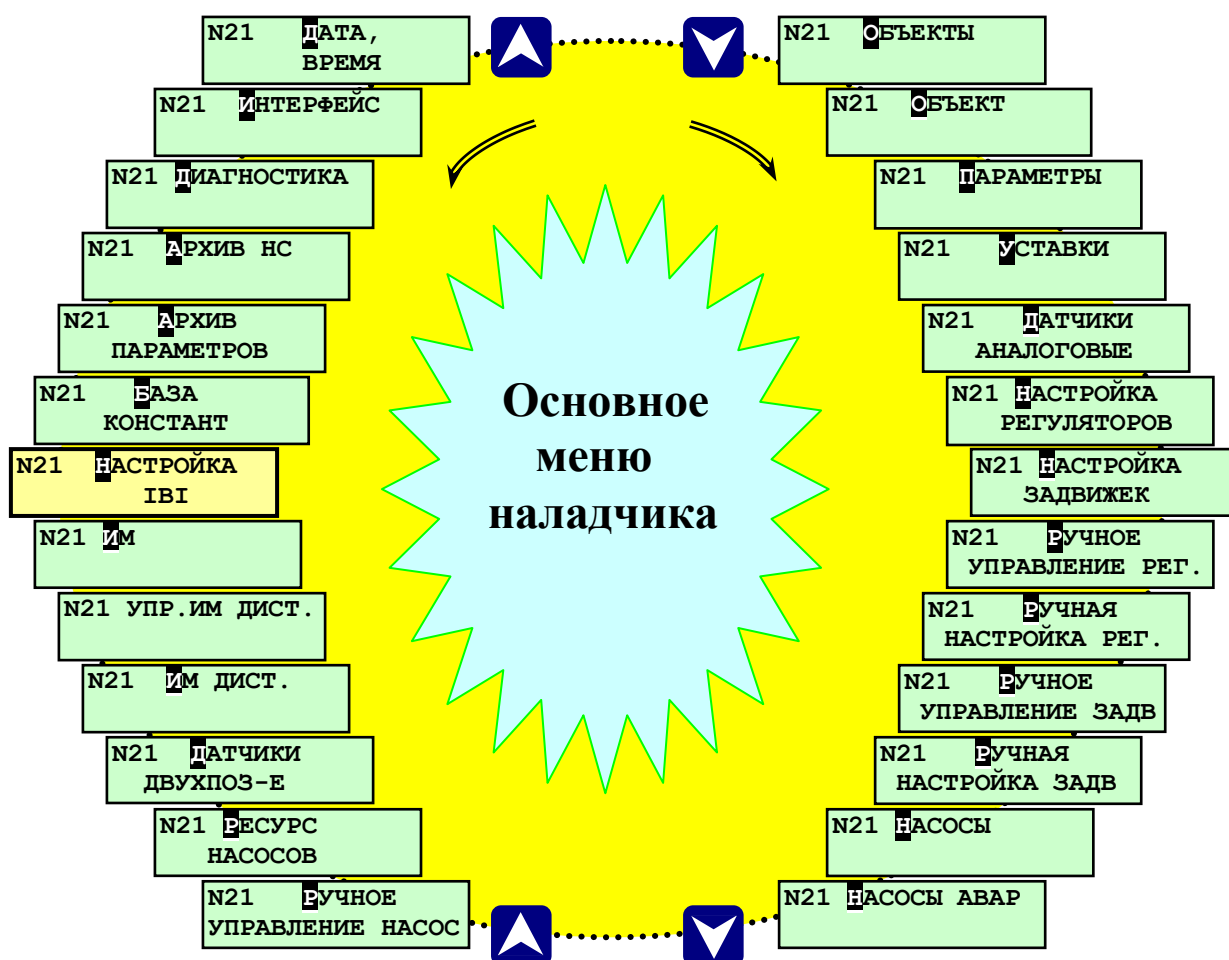 N21 ДАТА,
ВРЕМЯ
N21 ИНТЕРФЕЙС
N21 ДИАГНОСТИКА
N21 АРХИВ НС
N21 АРХИВ
ПАРАМЕТРОВ
N21 БАЗА
КОНСТАНТ
N21 НАСТРОЙКА
IBI
N21 ИМ
N21 УПР.ИМ ДИСТ.
N21 ИМ ДИСТ.
N21 ДАТЧИКИ
ДВУХПОЗ-Е
N21 РЕСУРС
НАСОСОВ
N21 РУЧНОЕ
УПРАВЛЕНИЕ НАСОС
Основное
меню
наладчика
N21 ОБЪЕКТЫ
N21 ОБЪЕКТ
N21 ПАРАМЕТРЫ
N21 УСТАВКИ
N21 ДАТЧИКИ
АНАЛОГОВЫЕ
N21 НАСТРОЙКА
РЕГУЛЯТОРОВ
N21 НАСТРОЙКА
ЗАДВИЖЕК
N21 РУЧНОЕ
УПРАВЛЕНИЕ РЕГ.
N21 РУЧНАЯ
НАСТРОЙКА РЕГ.
N21 РУЧНОЕ
УПРАВЛЕНИЕ ЗАДВ
N21 РУЧНАЯ
НАСТРОЙКА ЗАДВ
N21 НАСОСЫ
N21 НАСОСЫ АВАР